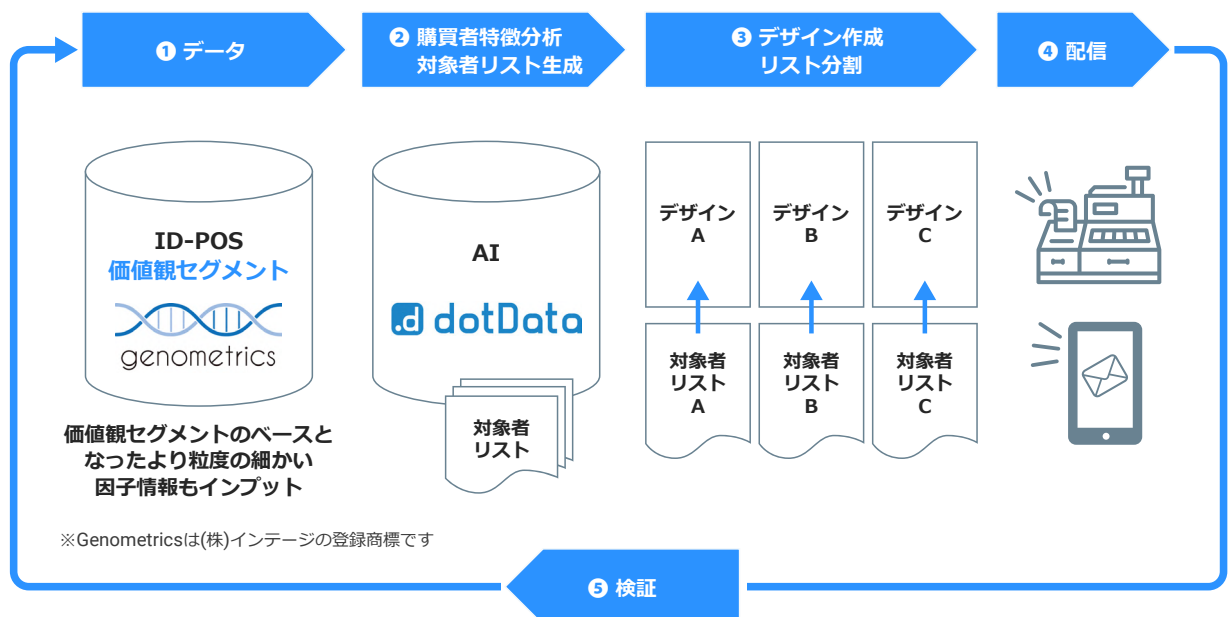 ❶ データ
❷ 購買者特徴分析
対象者リスト生成
❸ デザイン作成
リスト分割
❹ 配信
ID-POS
価値観セグメント
genometrics
価値観セグメントのベースと
なったより粒度の細かい
因子情報もインプット
AI
.d dotData
対象者
リスト
デザイン
A
デザイン
B
デザイン
C
対象者
リスト
A
対象者
リスト
B
対象者
リスト
C
※Genometricsは(株)インテージの登録商標です
❺ 検証